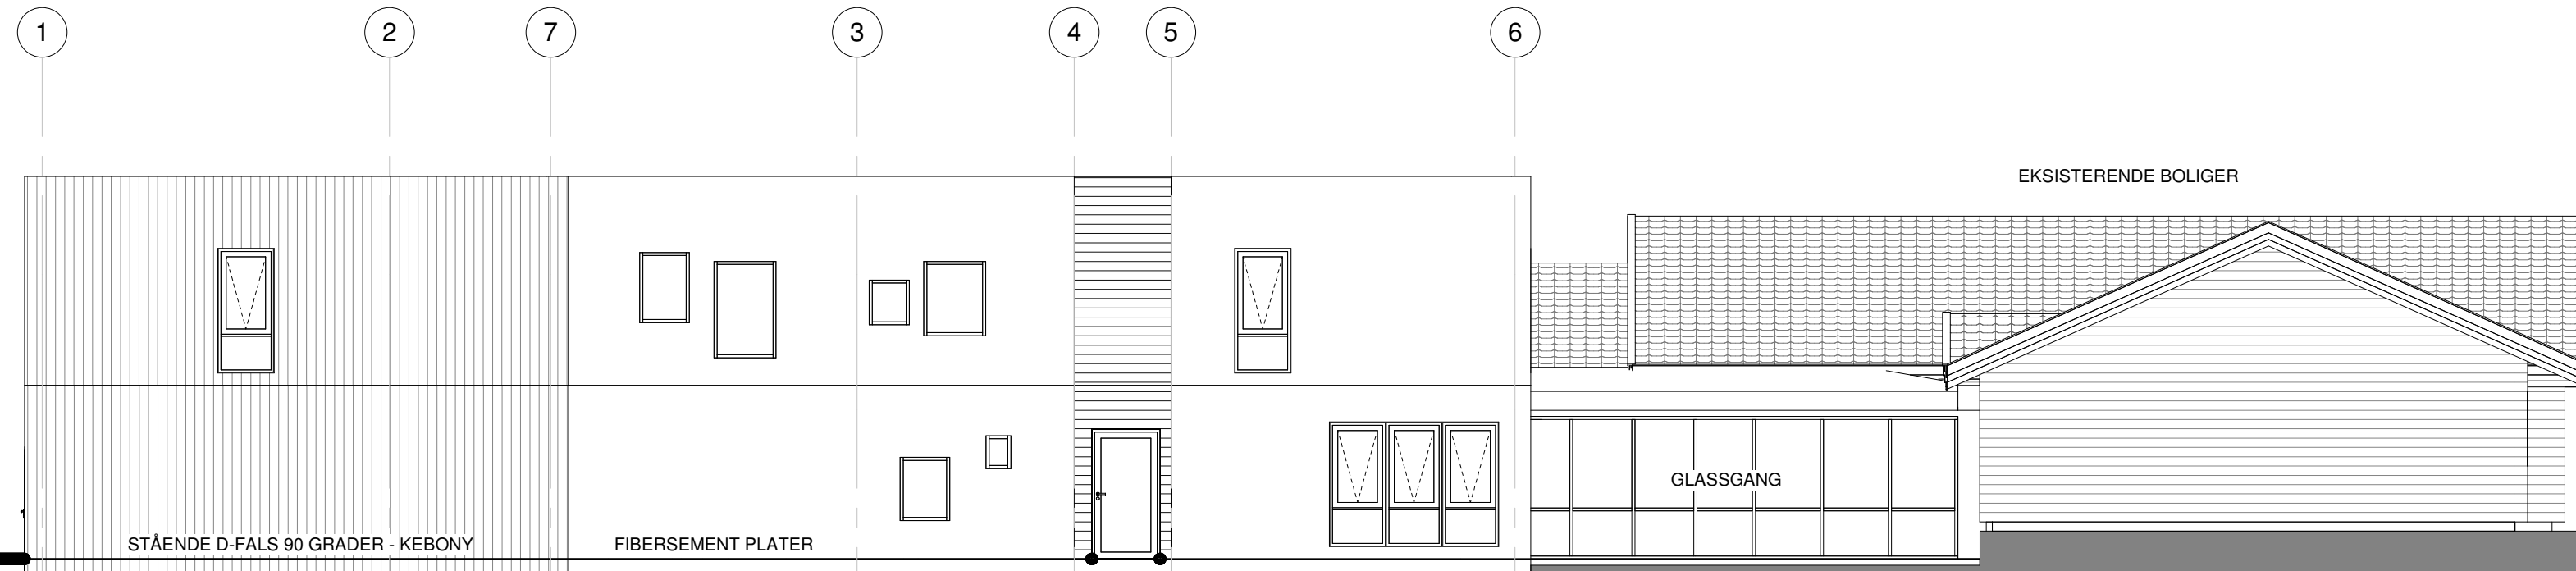 1 2 7 3 4 5 6
EKSISTERENDE BOLIGER
GLASSGANG
STÅENDE D-FALS 90 GRADER - KEBONY
FIBERSEMENT PLATER